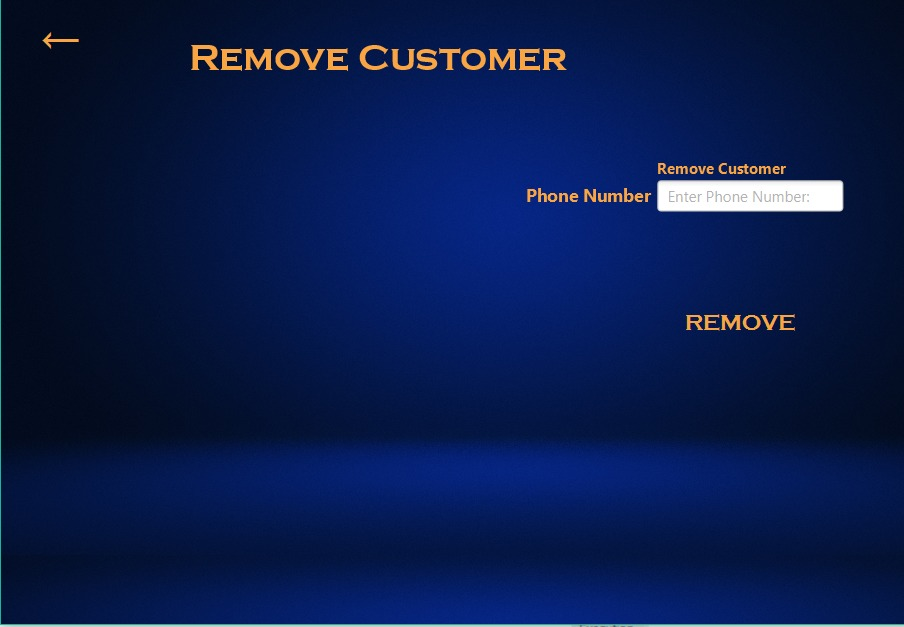 ←
Remove Customer
Remove Customer
Phone Number
Enter Phone Number:
REMOVE